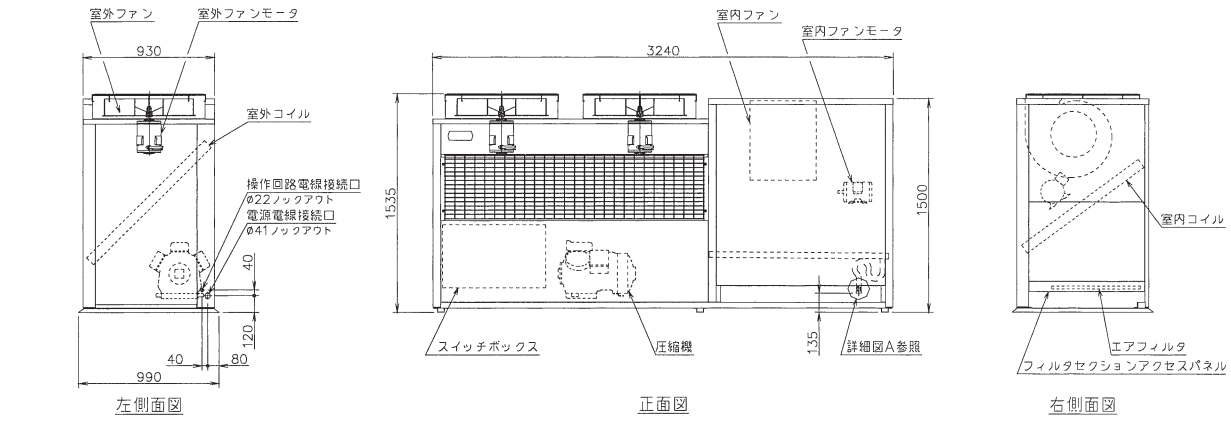 室外ファン
室外ファンモータ
930
室外コイル
操作回路電線接続口
Ø22ノックアウト
電源電線接続口
Ø41ノックアウト
40
120
40
80
990
左側面図
室内ファン
室内ファンモータ
3240
1535
1500
135
スイッチボックス
圧縮機
詳細図A参照
正面図
室内コイル
エアフィルタ
フィルタセクションアクセスパネル
右側面図